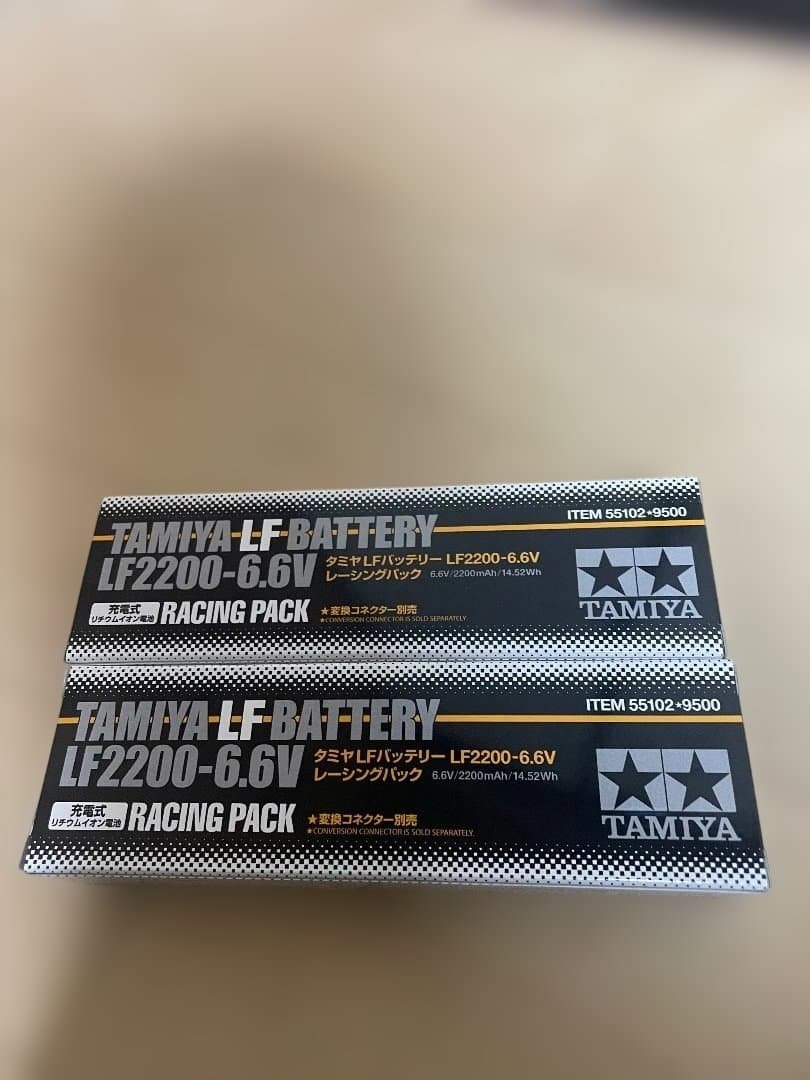 ITEM 55102★9500
TAMIYA LF BATTERY
LF2200-6.6V
タミヤLFバッテリー LF2200-6.6V
レーシングパック 6.6V/2200mAh/14.52Wh
充電式
リチウムイオン電池
RACING PACK
★変換コネクター別売
★CONVERSION CONNECTOR IS SOLD SEPARATELY
TAMIYA
ITEM 55102★9500
TAMIYA LF BATTERY
LF2200-6.6V
タミヤLFバッテリー LF2200-6.6V
レーシングパック 6.6V/2200mAh/14.52Wh
充電式
リチウムイオン電池
RACING PACK
★変換コネクター別売
★CONVERSION CONNECTOR IS SOLD SEPARATELY.
TAMIYA